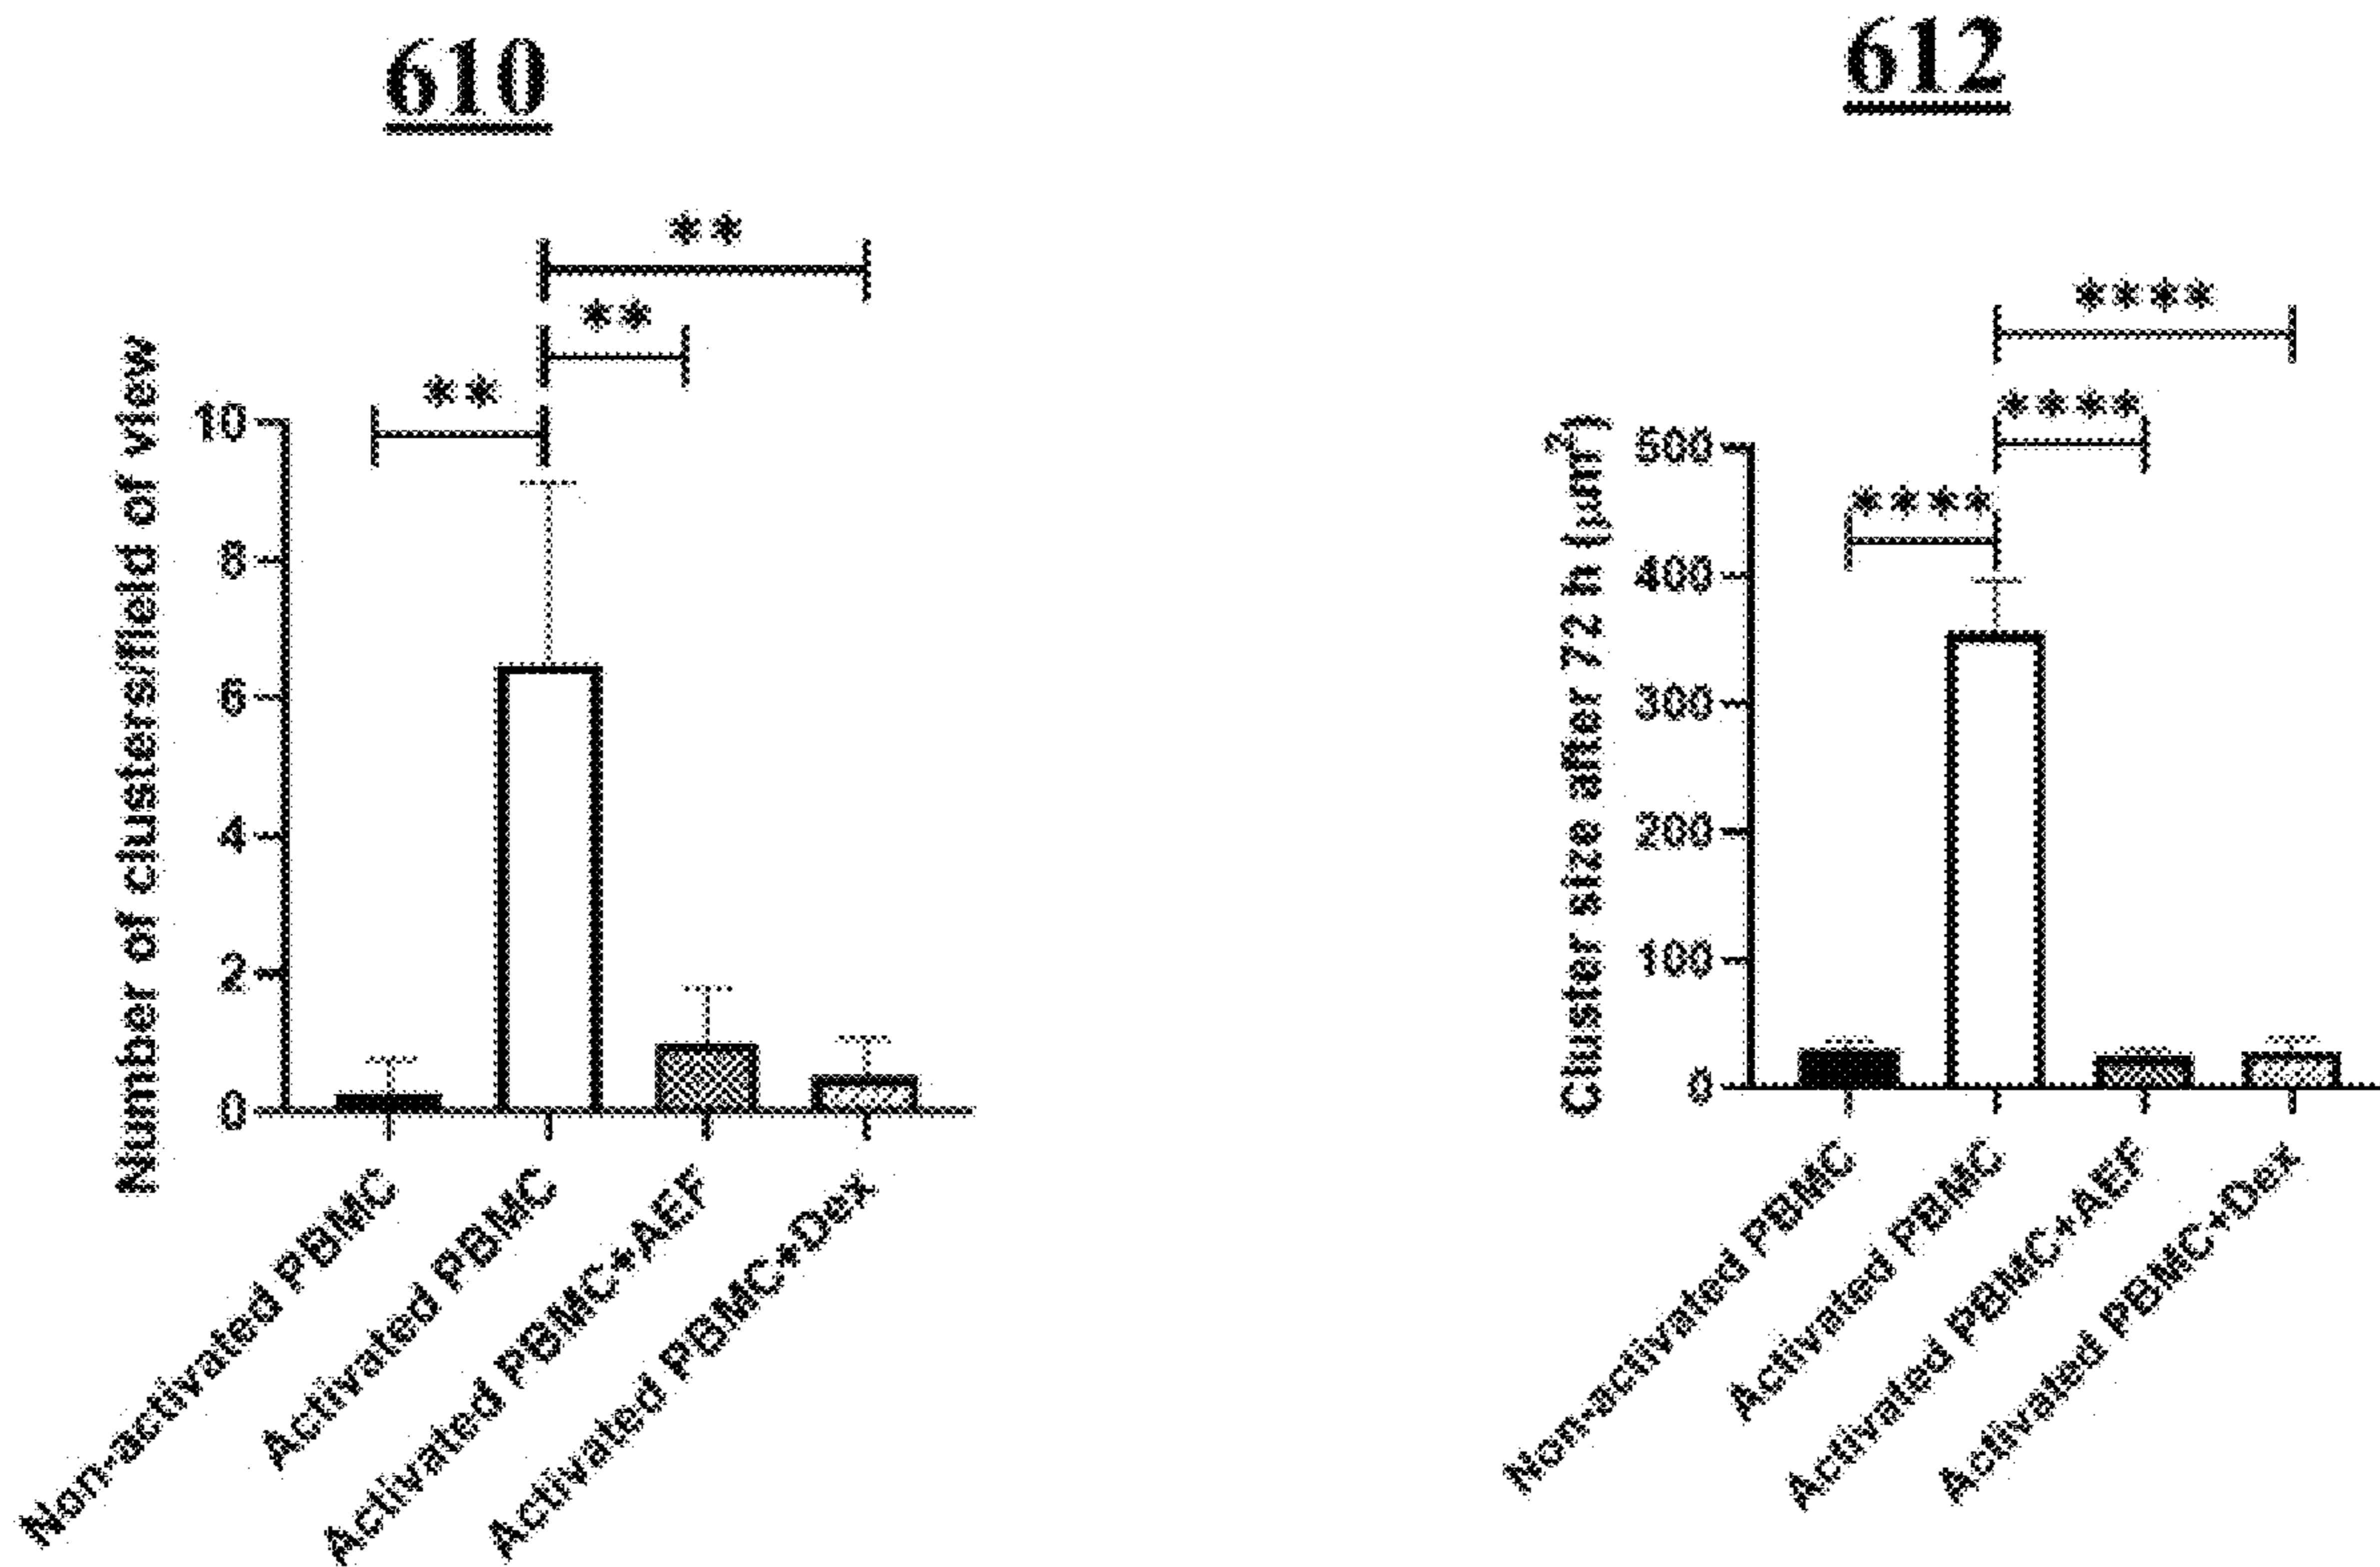 610
**
**
**
Number of clusters/field of view
10
8
6
4
2
0
Non-activated PBMC
Activated PBMC
Activated PBMC+AEF
Activated PBMC+Dex
612
****
****
****
Cluster size after 72 h (µm²)
500
400
300
200
100
0
Non-activated PBMC
Activated PBMC
Activated PBMC+AEF
Activated PBMC+Dex